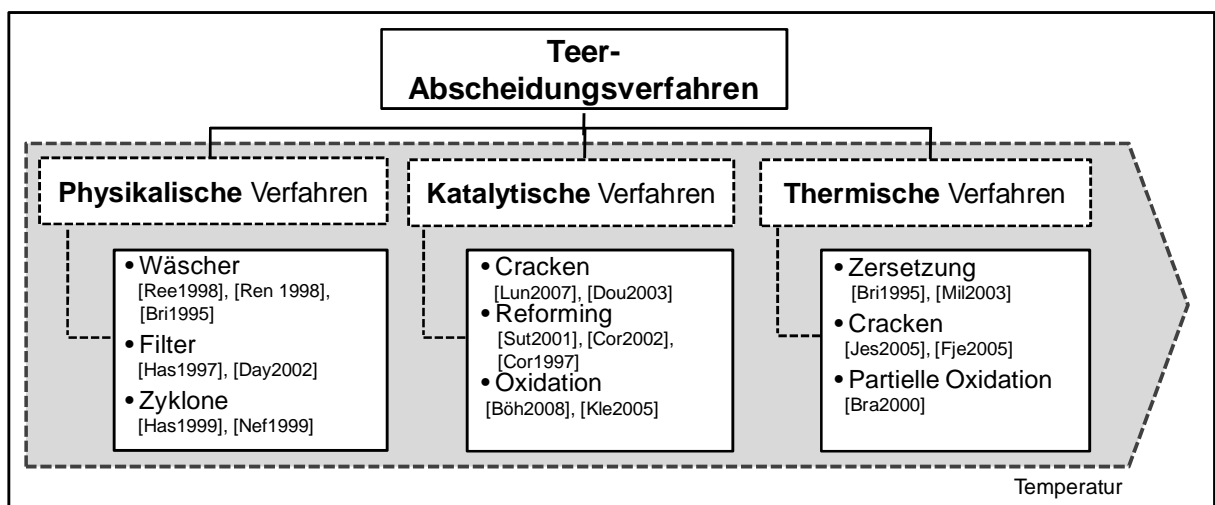 Teer-
Abscheidungsverfahren
Physikalische Verfahren
• Wäscher
[Ree1998], [Ren 1998],
[Bri1995]
• Filter
[Has1997], [Day2002]
• Zyklone
[Has1999], [Nef1999]
Katalytische Verfahren
• Cracken
[Lun2007], [Dou2003]
• Reforming
[Sut2001], [Cor2002],
[Cor1997]
• Oxidation
[Böh2008], [Kle2005]
Thermische Verfahren
• Zersetzung
[Bri1995], [Mil2003]
• Cracken
[Jes2005], [Fje2005]
• Partielle Oxidation
[Bra2000]
Temperatur